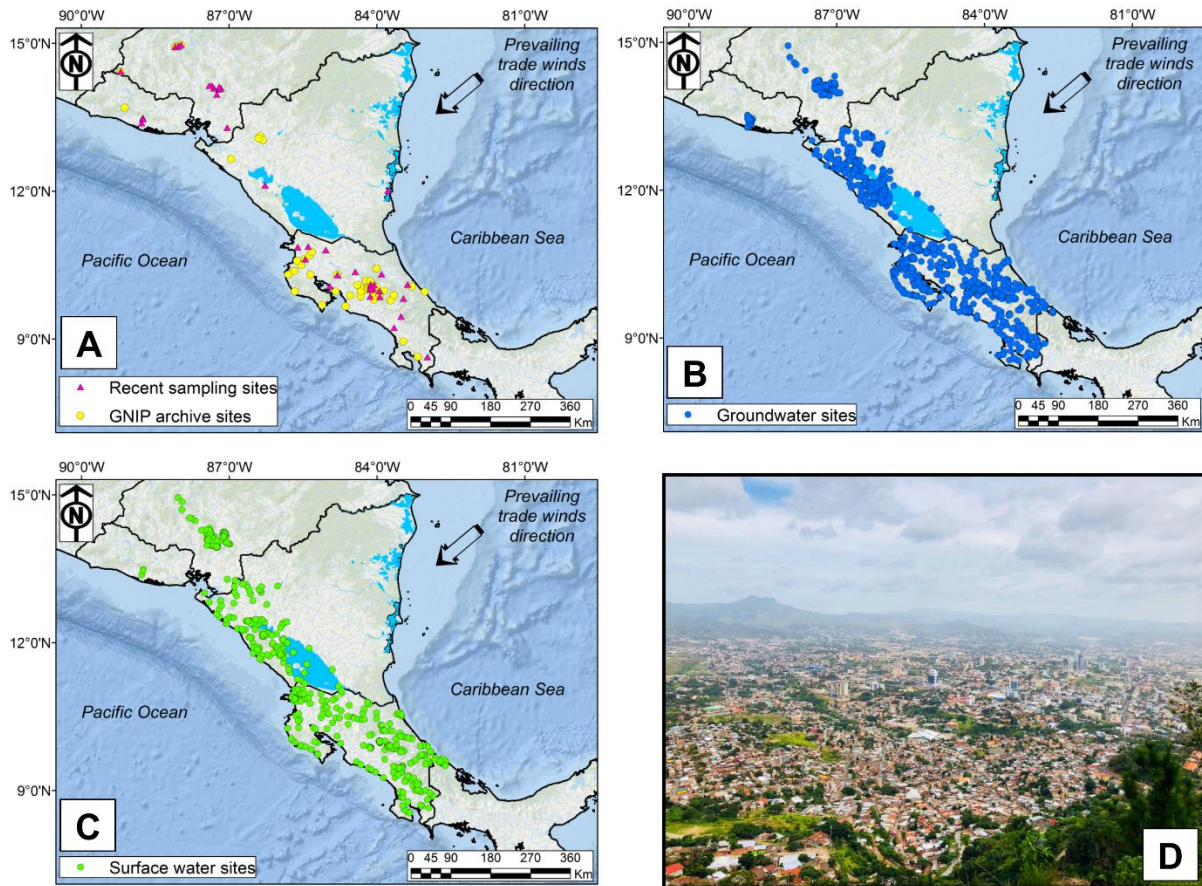 90°0'W 87°0'W 84°0'W 81°0'W
15°0'N
12°0'N
9°0'N
N
Prevailing
trade winds
direction
Caribbean Sea
Pacific Ocean
A
Recent sampling sites
GNIP archive sites
0 45 90 180 270 360
Km
90°0'W 87°0'W 84°0'W 81°0'W
15°0'N
12°0'N
9°0'N
N
Prevailing
trade winds
direction
Caribbean Sea
Pacific Ocean
B
Groundwater sites
0 45 90 180 270 360
Km
90°0'W 87°0'W 84°0'W 81°0'W
15°0'N
12°0'N
9°0'N
N
Prevailing
trade winds
direction
Caribbean Sea
Pacific Ocean
C
Surface water sites
0 45 90 180 270 360
Km
D